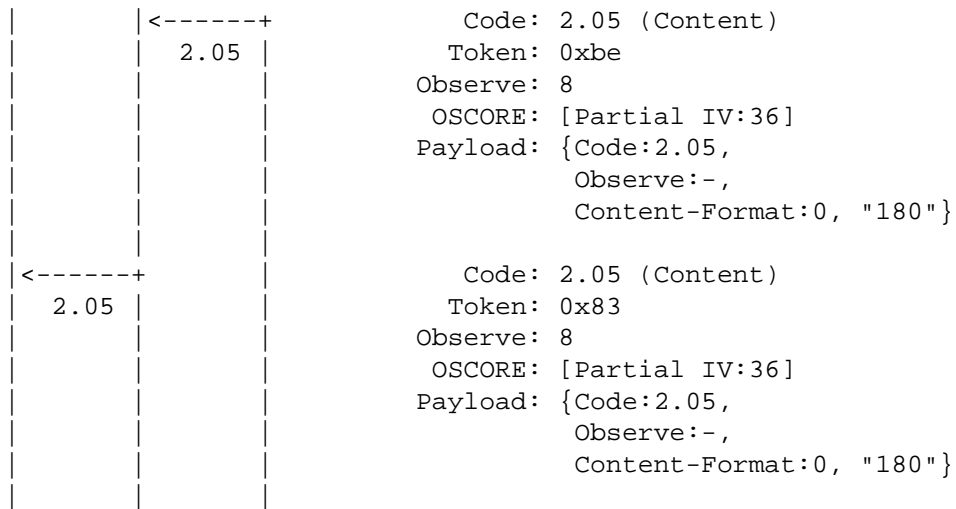 |       |<------+            Code: 2.05 (Content)
|       |  2.05 |           Token: 0xbe
|       |       |         Observe: 8
|       |       |          OSCORE: [Partial IV:36]
|       |       |         Payload: {Code:2.05,
|       |       |                   Observe:-,
|       |       |                   Content-Format:0, "180"}
|       |       |
|<------+       |            Code: 2.05 (Content)
|  2.05 |       |           Token: 0x83
|       |       |         Observe: 8
|       |       |          OSCORE: [Partial IV:36]
|       |       |         Payload: {Code:2.05,
|       |       |                   Observe:-,
|       |       |                   Content-Format:0, "180"}
|       |       |